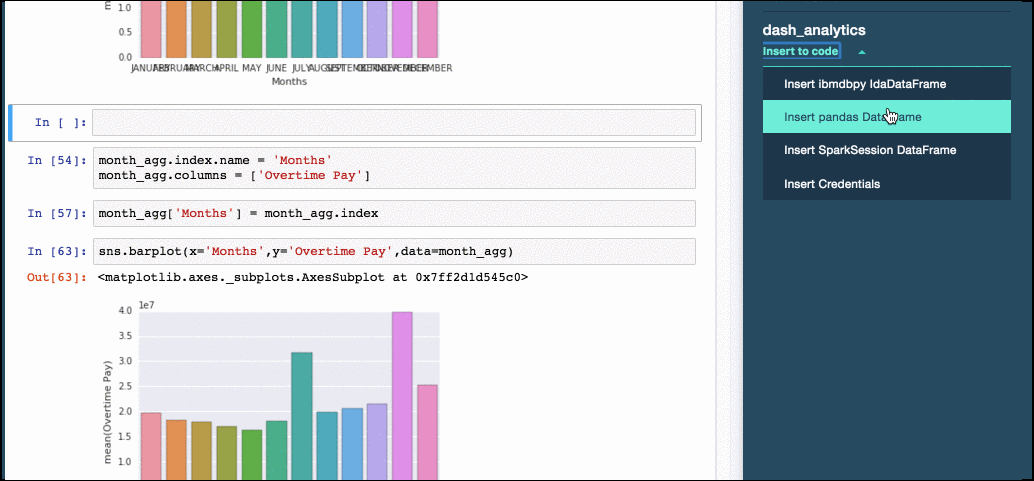 1.0
0.5
0.0
MARCH APRIL MAY JUNE JULY
Months
In [ ]:
In [54]: month_agg.index.name = 'Months'
month_agg.columns = ['Overtime Pay']
In [57]: month_agg['Months'] = month_agg.index
In [63]: sns.barplot(x='Months',y='Overtime Pay',data=month_agg)
Out[63]: <matplotlib.axes._subplots.AxesSubplot at 0x7ff2d1d545c0>
1e7
4.0
3.5
3.0
2.5
2.0
1.5
1.0
mean(Overtime Pay)
dash_analytics
Insert to code
Insert ibmdbpy IdaDataFrame
Insert pandas DataFrame
Insert SparkSession DataFrame
Insert Credentials